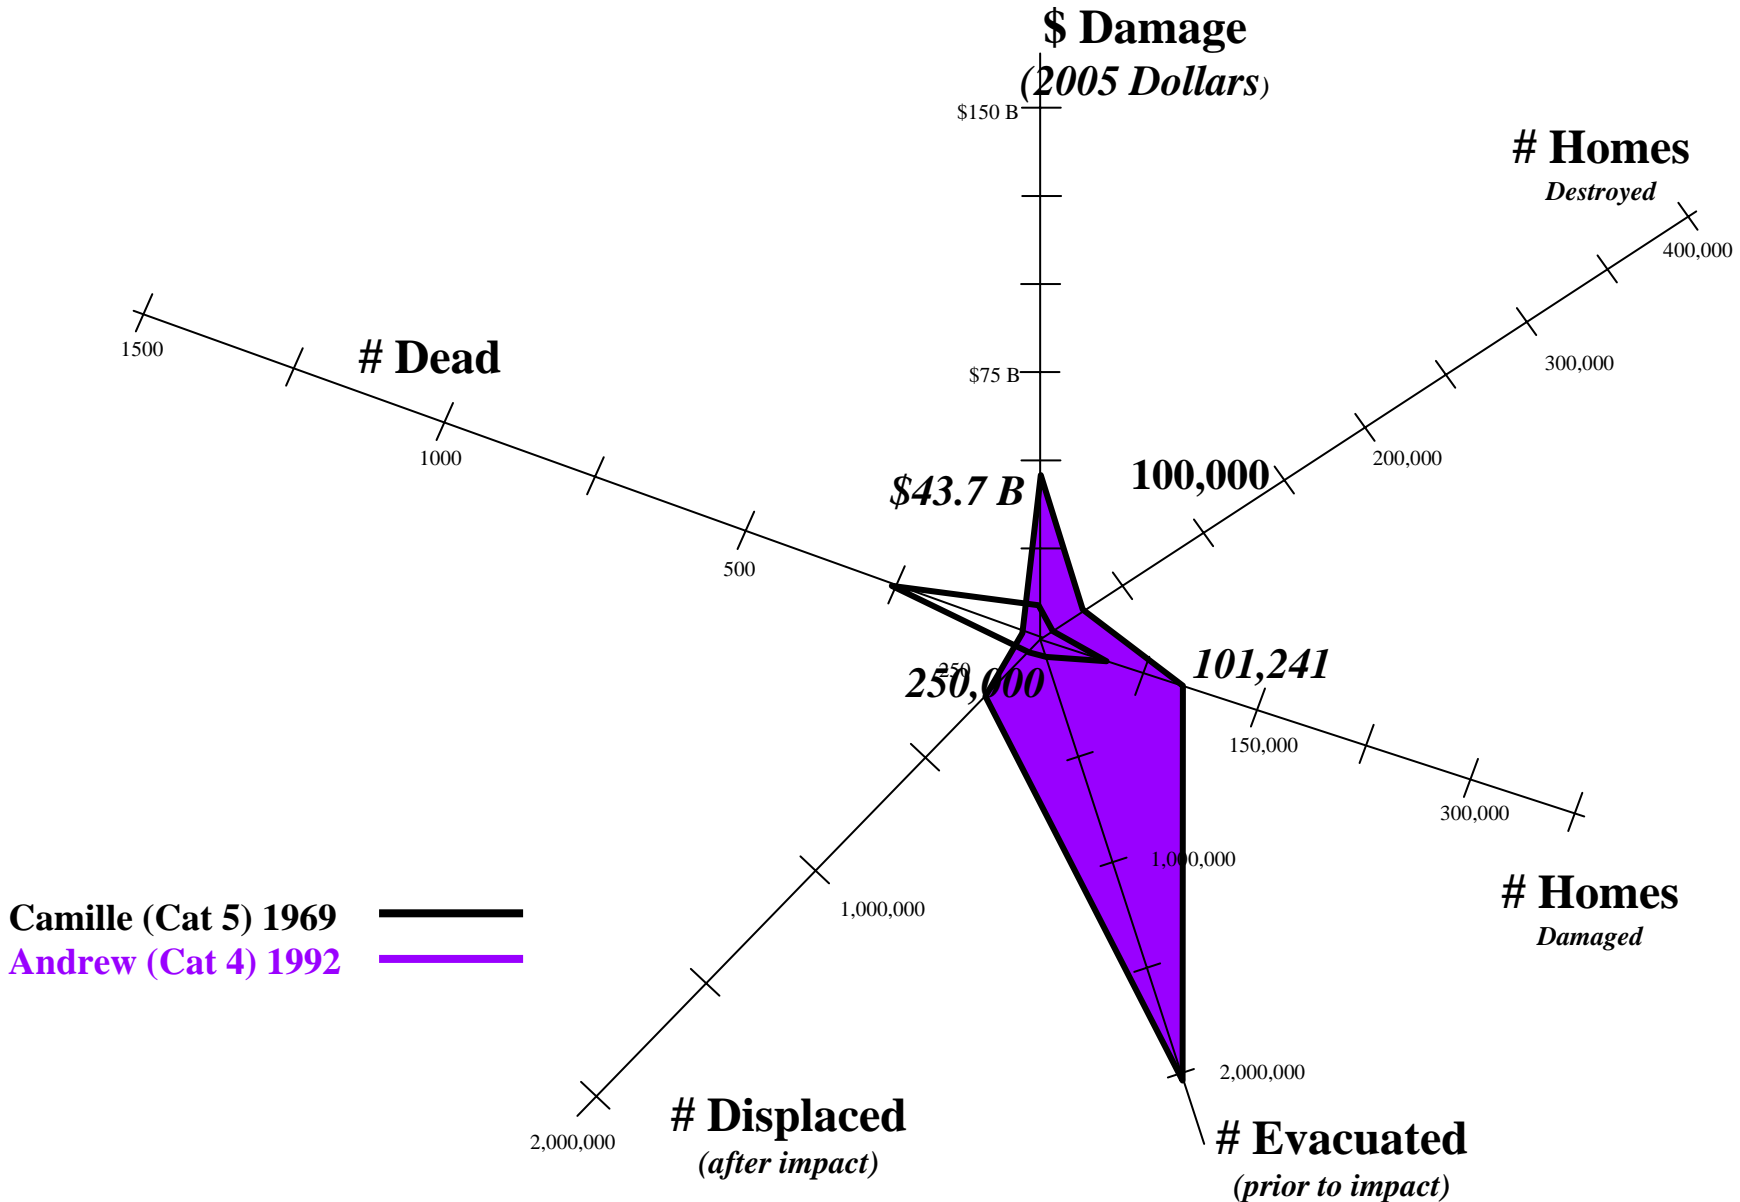 $ Damage
(2005 Dollars)
$150 B
# Homes
Destroyed
400,000
1500
# Dead
300,000
$75 B
1000
200,000
100,000
$43.7 B
500
250
250,000
101,241
150,000
300,000
1,000,000
# Homes
Damaged
1,000,000
Camille (Cat 5) 1969
Andrew (Cat 4) 1992
2,000,000
# Displaced
(after impact)
2,000,000
# Evacuated
(prior to impact)